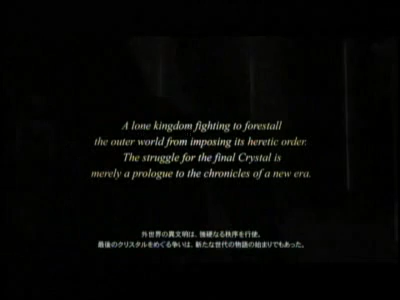 A lone kingdom fighting to forestall
the outer world from imposing its heretic order.
The struggle for the final Crystal is
merely a prologue to the chronicles of a new era.
外世界の異文明は、強硬なる秩序を行使。
最後のクリスタルをめぐる争いは、新たな世代の物語の始まりでもあった。